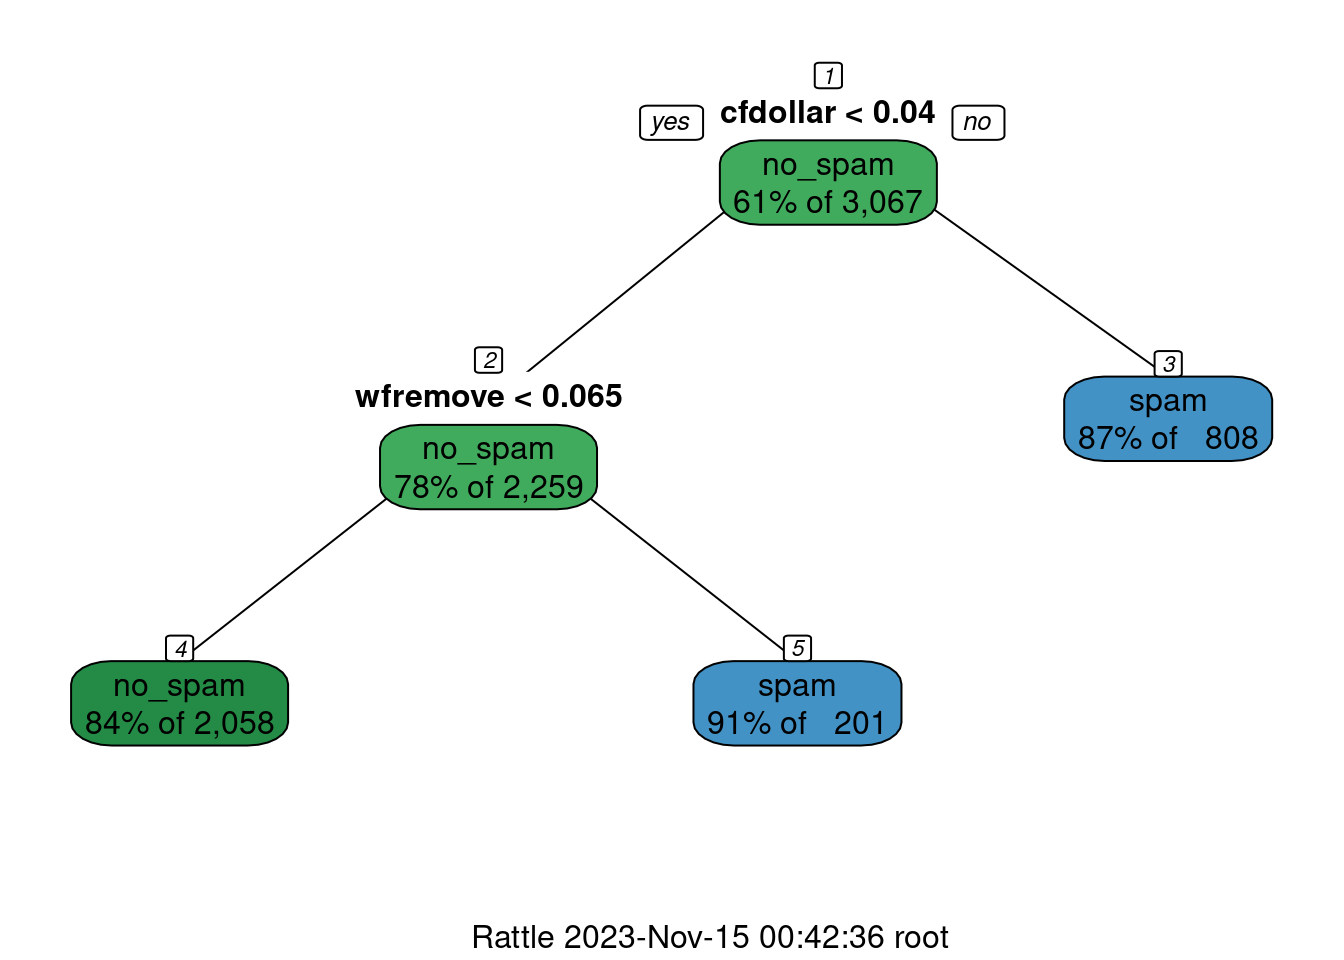 1
yes cfdollar < 0.04 no
no_spam
61% of 3,067
2
wfremove < 0.065
no_spam
78% of 2,259
3
spam
87% of 808
4
no_spam
84% of 2,058
5
spam
91% of 201
Rattle 2023-Nov-15 00:42:36 root